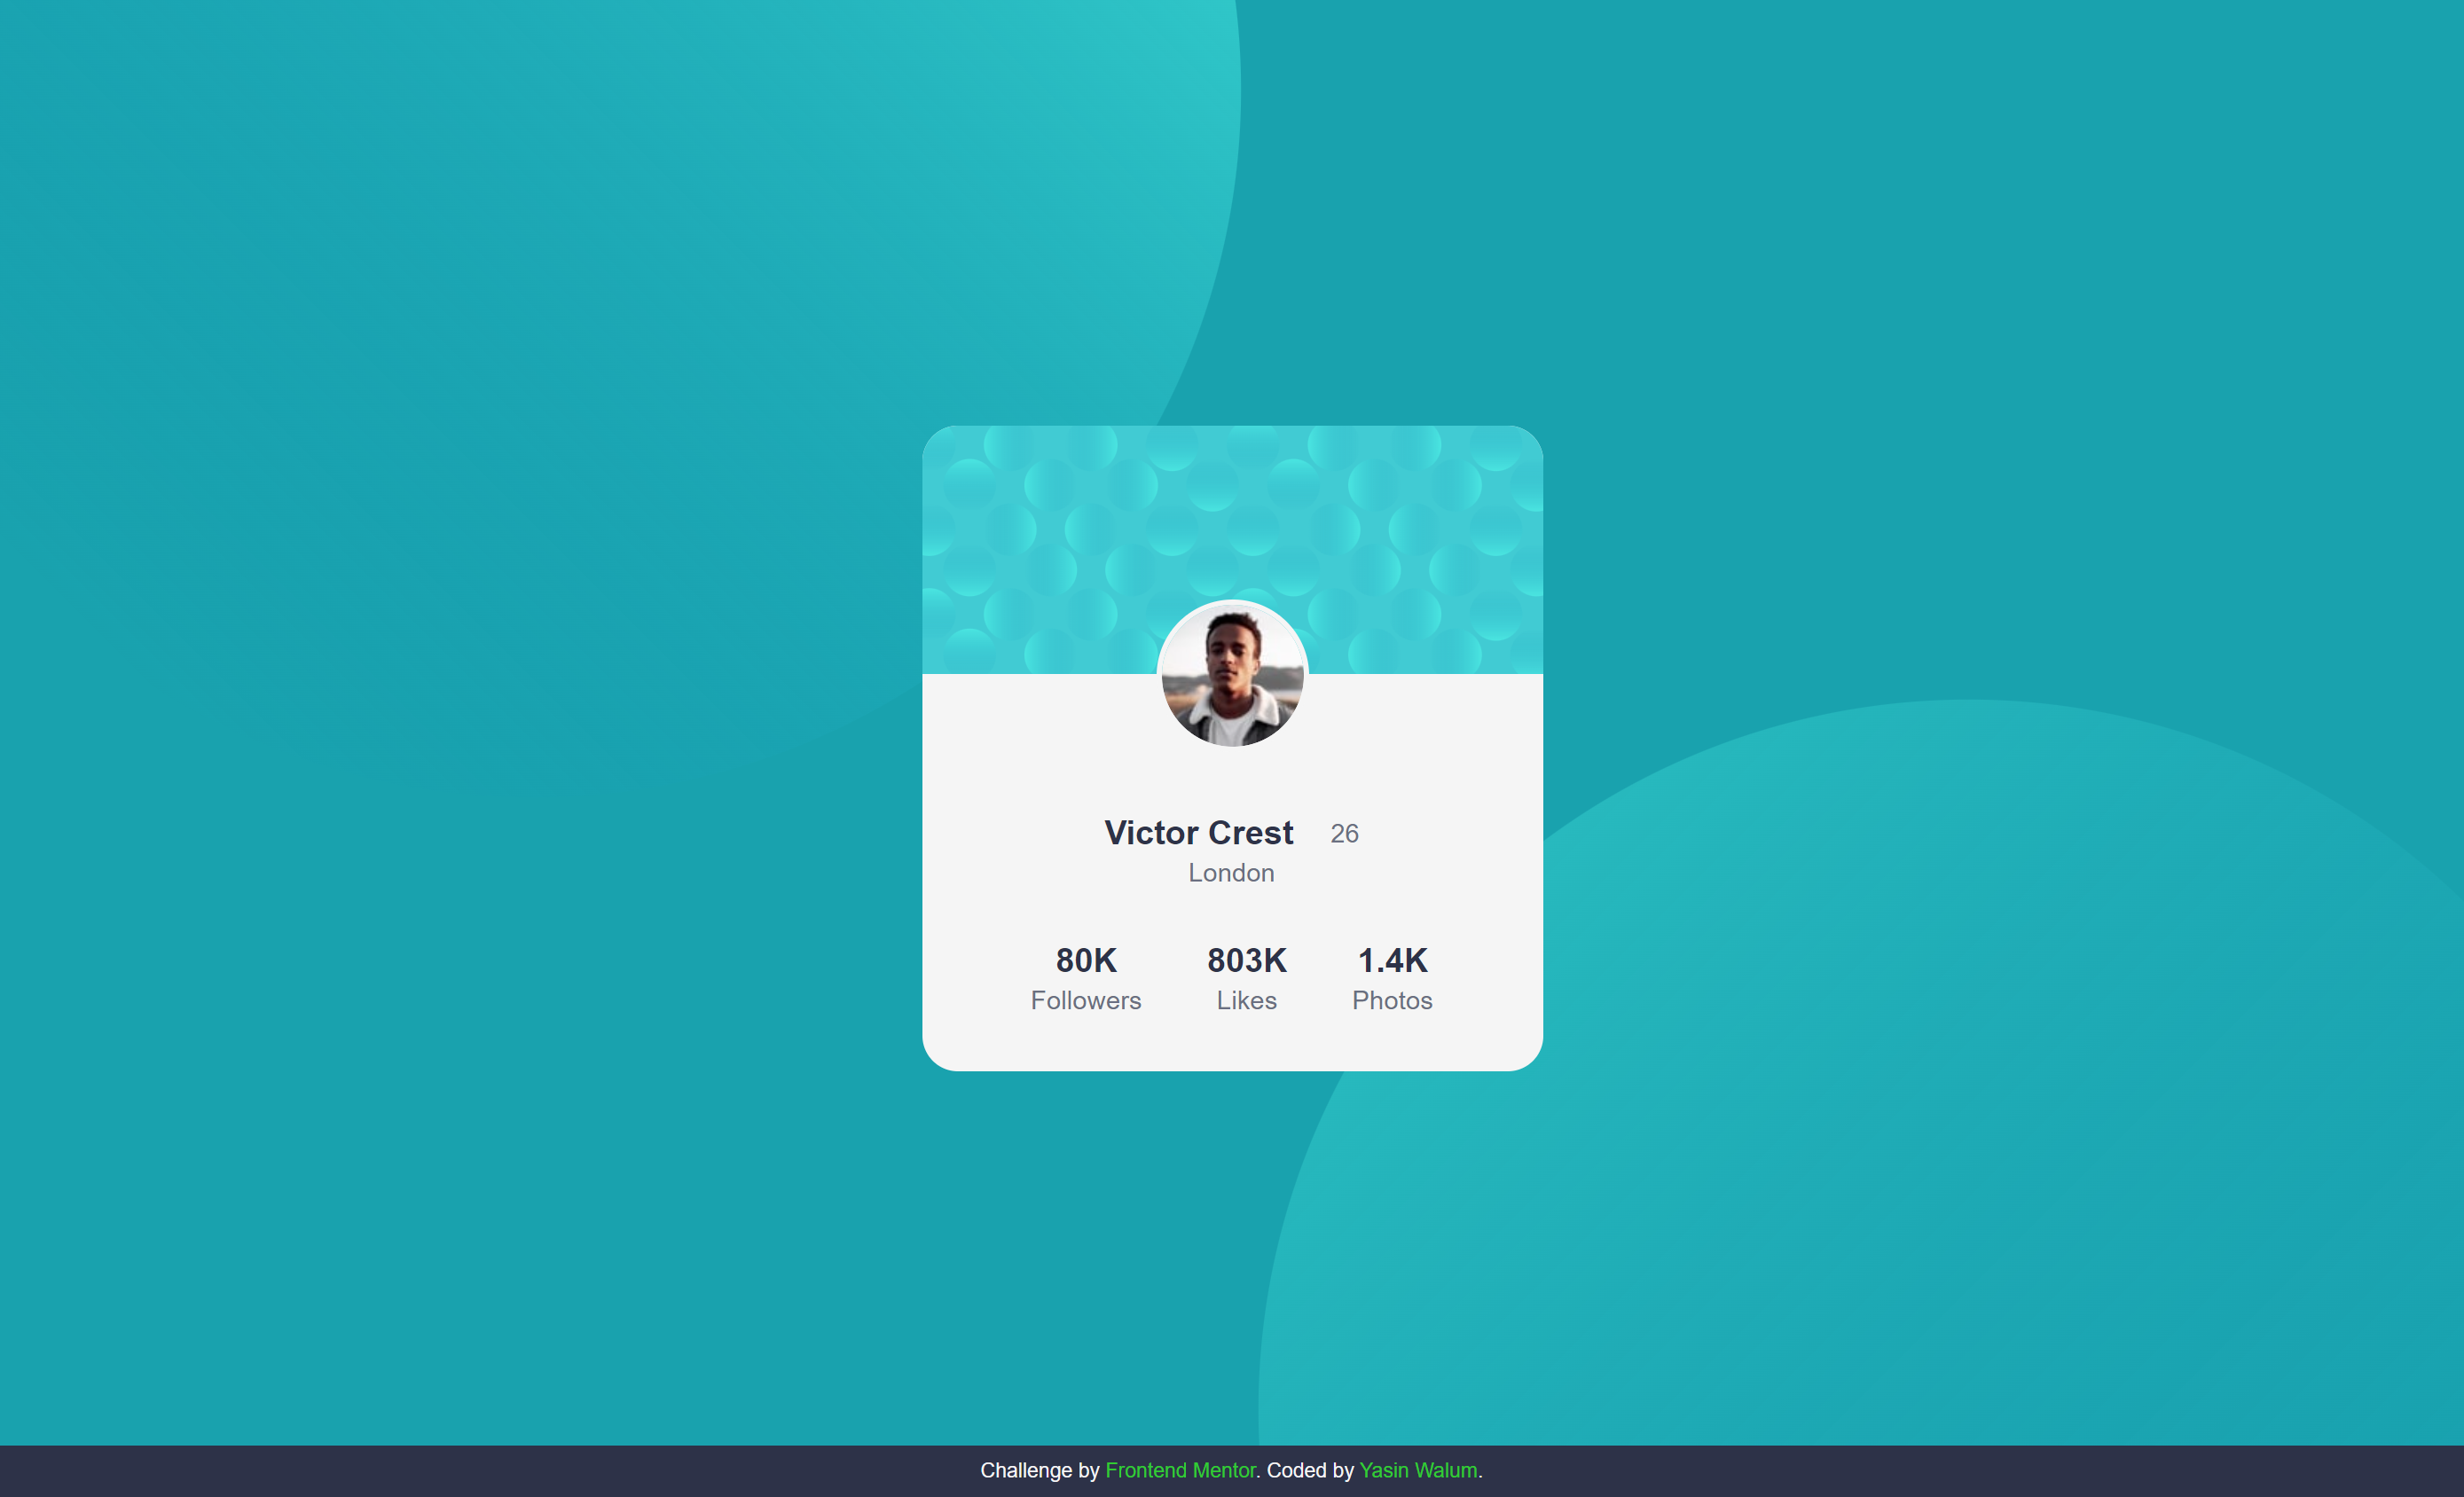 Victor Crest 26
London
80K 803K 1.4K
Followers Likes Photos
Challenge by Frontend Mentor. Coded by Yasin Walum.